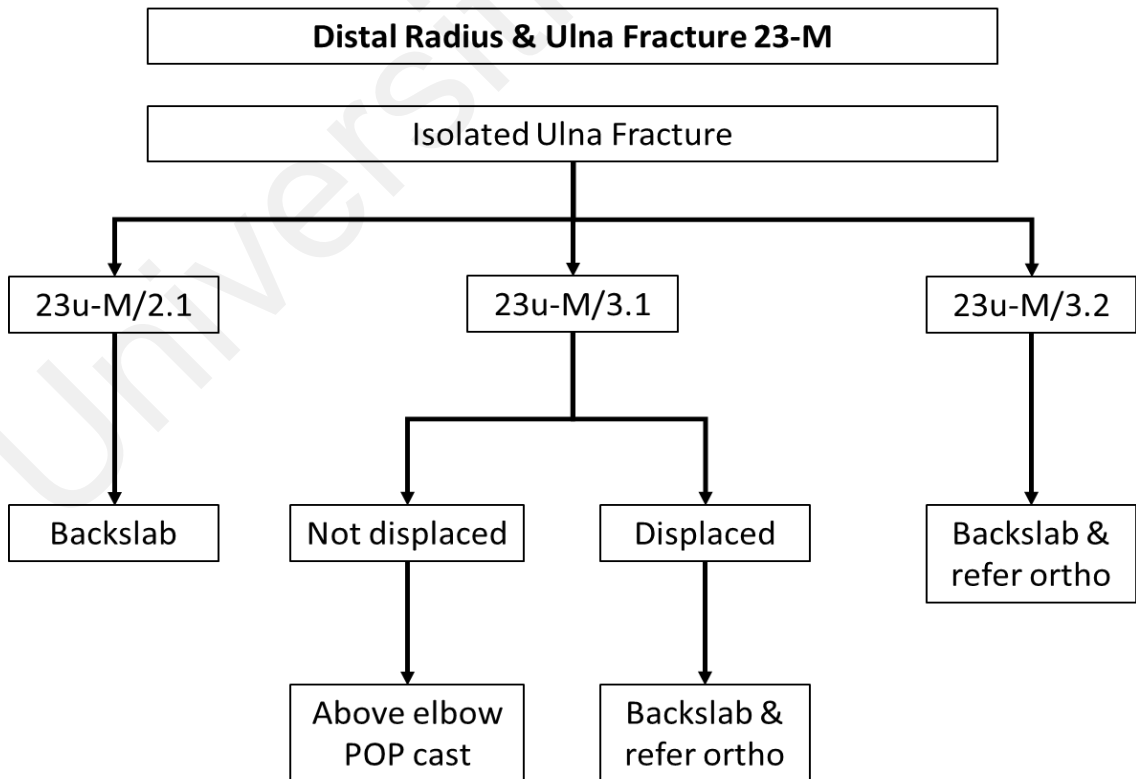 Distal Radius & Ulna Fracture 23-M
Isolated Ulna Fracture
23u-M/2.1
23u-M/3.1
23u-M/3.2
Backslab
Not displaced
Displaced
Backslab &
refer ortho
Above elbow
POP cast
Backslab &
refer ortho
Universit